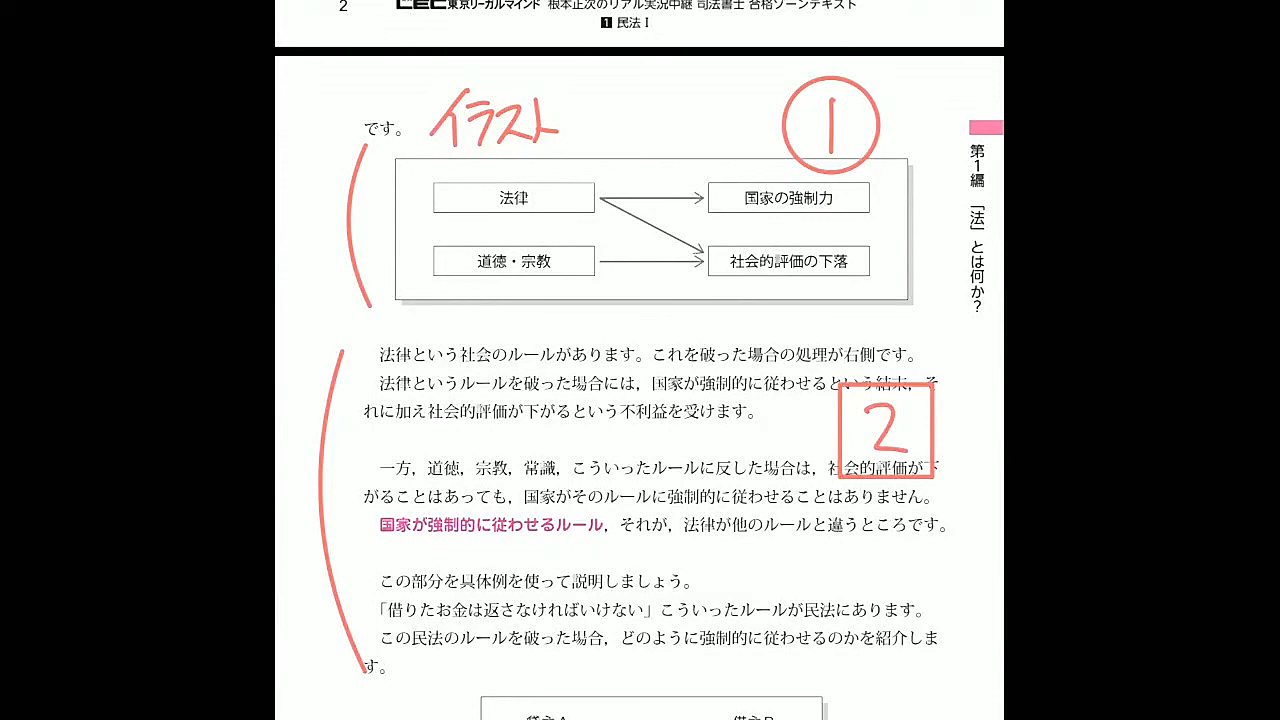 2
LEC東京リーガルマインド 根本正次のリアル実況中継 司法書士 合格ゾーンテキスト
1 民法Ⅰ
です。
イラスト
1
法律
国家の強制力
道徳・宗教
社会的評価の下落
第1編 「法」とは何か?
法律という社会のルールがあります。これを破った場合の処理が右側です。
法律というルールを破った場合には，国家が強制的に従わせるという結末，そ
れに加え社会的評価が下がるという不利益を受けます。
2
一方，道徳，宗教，常識，こういったルールに反した場合は，社会的評価が下
がることはあっても，国家がそのルールに強制的に従わせることはありません。
国家が強制的に従わせるルール，それが，法律が他のルールと違うところです。
この部分を具体例を使って説明しましょう。
「借りたお金は返さなければいけない」こういったルールが民法にあります。
この民法のルールを破った場合，どのように強制的に従わせるのかを紹介しま
す。